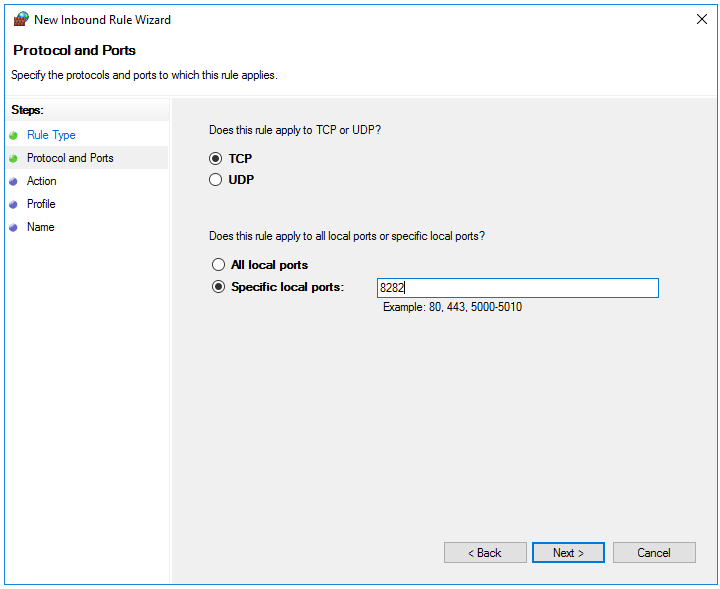 New Inbound Rule Wizard
Protocol and Ports
Specify the protocols and ports to which this rule applies.
Steps:
Rule Type
Protocol and Ports
Action
Profile
Name
Does this rule apply to TCP or UDP?
TCP
UDP
Does this rule apply to all local ports or specific local ports?
All local ports
Specific local ports:
8282
Example: 80, 443, 5000-5010
< Back
Next >
Cancel